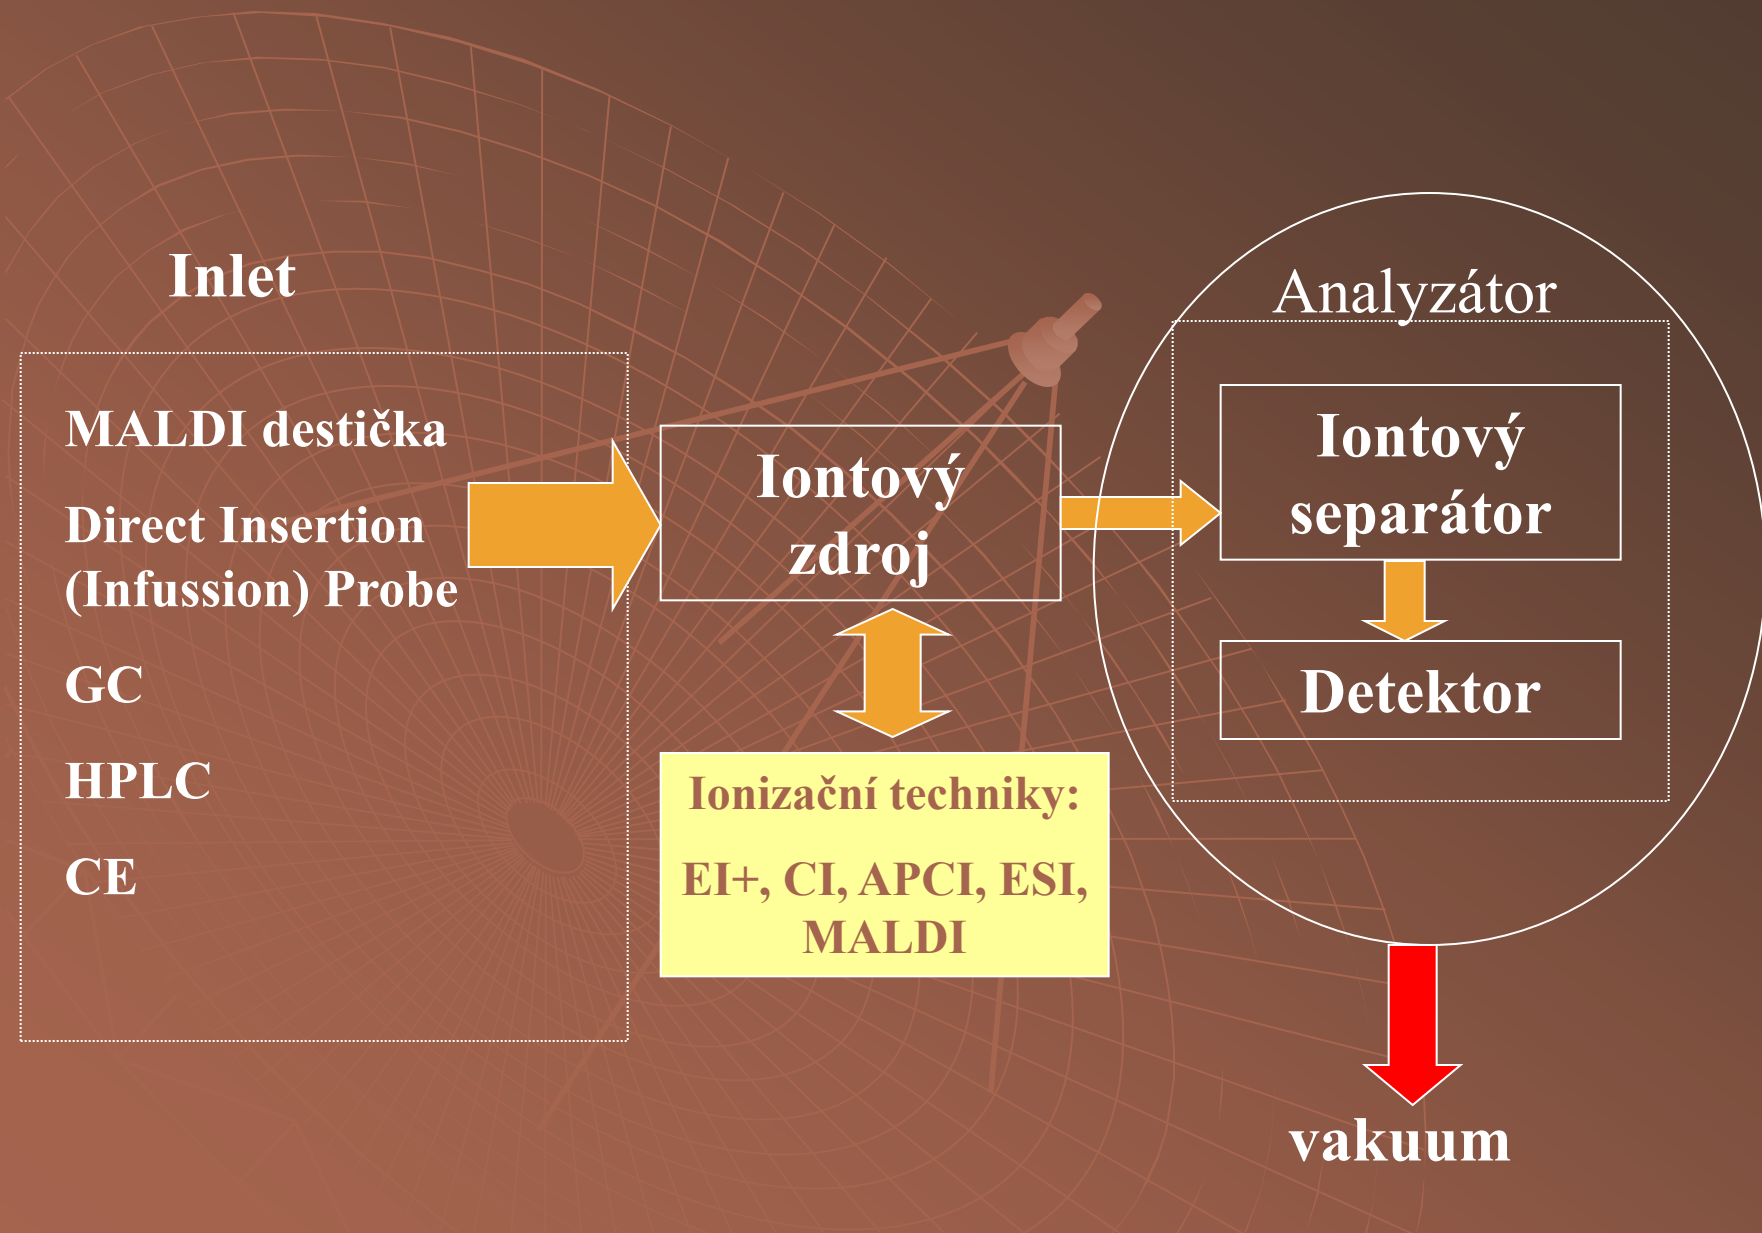 Inlet
MALDI destička
Direct Insertion
(Infussion) Probe
GC
HPLC
CE
Iontový
zdroj
Ionizační techniky:
EI+, CI, APCI, ESI,
MALDI
Analyzátor
Iontový
separátor
Detektor
vakuum